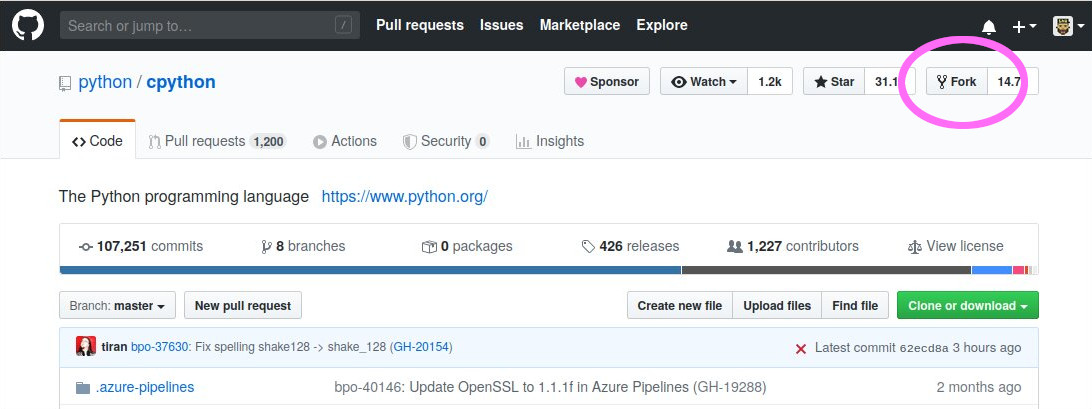 Search or jump to… / Pull requests Issues Marketplace Explore
python / cpython Sponsor Watch 1.2k Star 31.1 Fork 14.7
Code Pull requests 1,200 Actions Security 0 Insights
The Python programming language https://www.python.org/
107,251 commits 8 branches 0 packages 426 releases 1,227 contributors View license
Branch: master New pull request Create new file Upload files Find file Clone or download
tiran bpo-37630: Fix spelling shake128 -> shake_128 (GH-20154) Latest commit 62ecd8a 3 hours ago
.azure-pipelines bpo-40146: Update OpenSSL to 1.1.1f in Azure Pipelines (GH-19288) 2 months ago